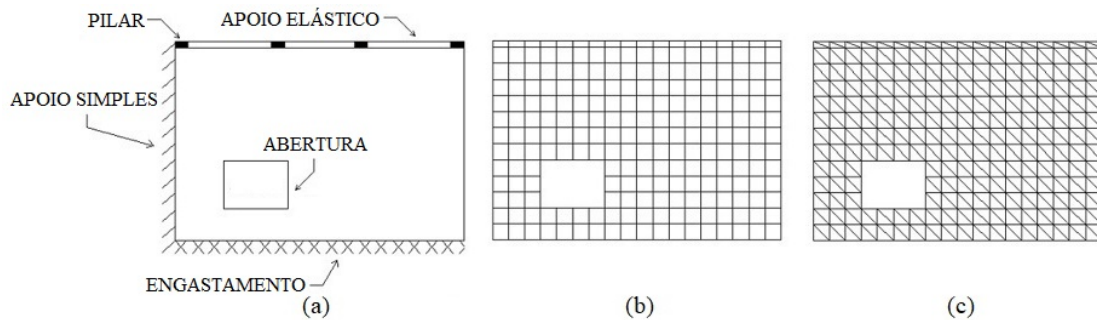 PILAR
APOIO ELÁSTICO
APOIO SIMPLES
ABERTURA
ENGASTAMENTO
(a)
(b)
(c)